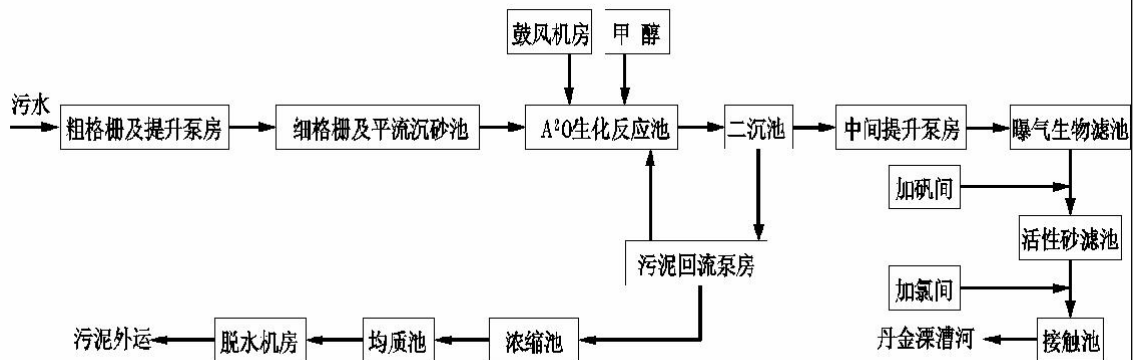 鼓风机房
甲 醇
污水
粗格栅及提升泵房
细格栅及平流沉砂池
A²O生化反应池
二沉池
中间提升泵房
曝气生物滤池
加矾间
活性砂滤池
污泥回流泵房
加氯间
污泥外运
脱水机房
均质池
浓缩池
丹金溧漕河
接触池